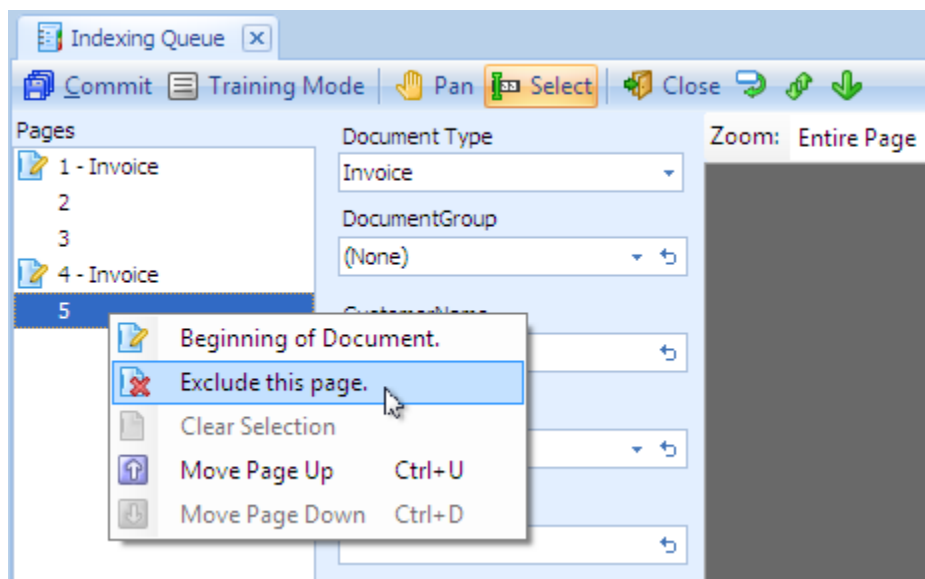 Indexing Queue
Commit Training Mode Pan Select Close
Pages
1 - Invoice
2
3
4 - Invoice
5
Document Type
Invoice
DocumentGroup
(None)
CustomerName
Beginning of Document.
Exclude this page.
Clear Selection
Move Page Up Ctrl+U
Move Page Down Ctrl+D
Zoom: Entire Page